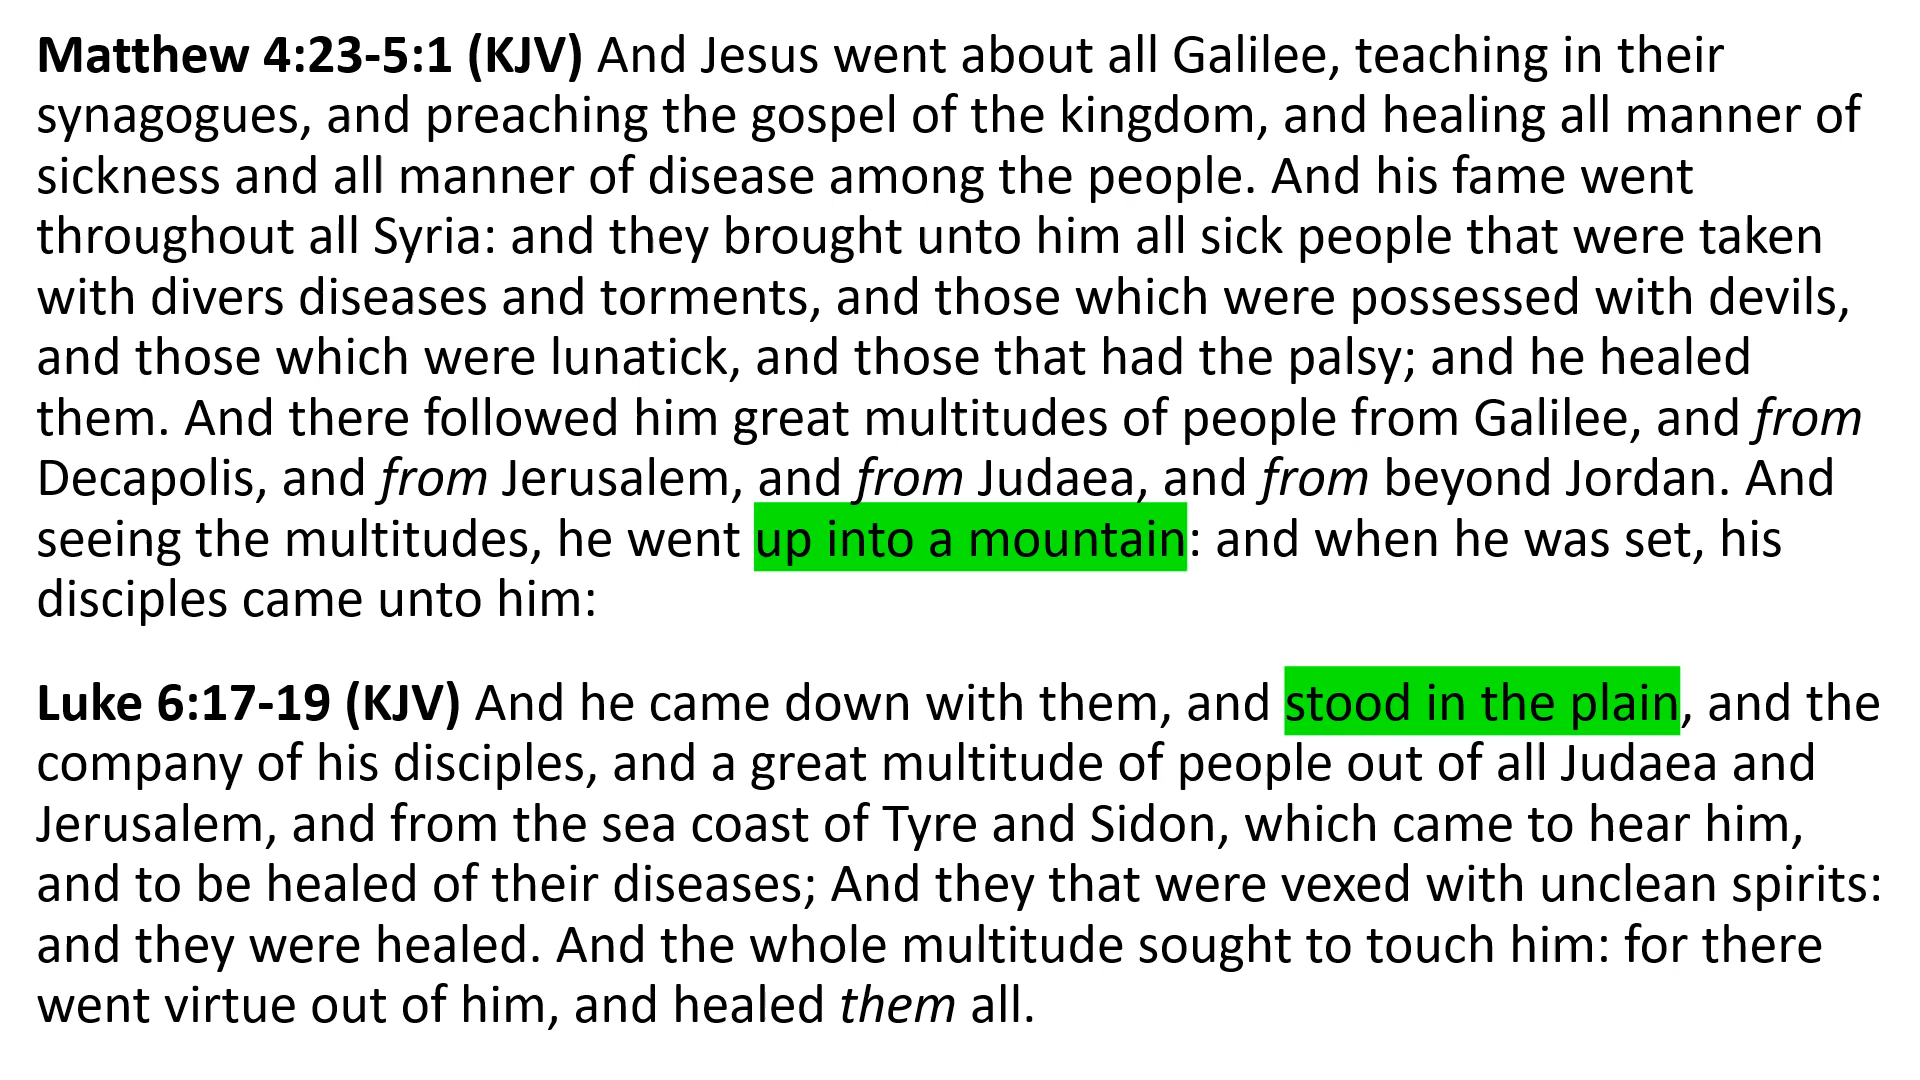 Matthew 4:23-5:1 (KJV) And Jesus went about all Galilee, teaching in their
synagogues, and preaching the gospel of the kingdom, and healing all manner of
sickness and all manner of disease among the people. And his fame went
throughout all Syria: and they brought unto him all sick people that were taken
with divers diseases and torments, and those which were possessed with devils,
and those which were lunatick, and those that had the palsy; and he healed
them. And there followed him great multitudes of people from Galilee, and from
Decapolis, and from Jerusalem, and from Judaea, and from beyond Jordan. And
seeing the multitudes, he went up into a mountain: and when he was set, his
disciples came unto him:
Luke 6:17-19 (KJV) And he came down with them, and stood in the plain, and the
company of his disciples, and a great multitude of people out of all Judaea and
Jerusalem, and from the sea coast of Tyre and Sidon, which came to hear him,
and to be healed of their diseases; And they that were vexed with unclean spirits:
and they were healed. And the whole multitude sought to touch him: for there
went virtue out of him, and healed them all.